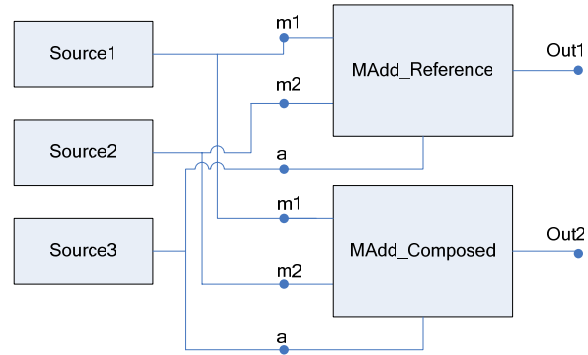 Source1
Source2
Source3
m1
m2
a
MAdd_Reference
Out1
m1
m2
a
MAdd_Composed
Out2